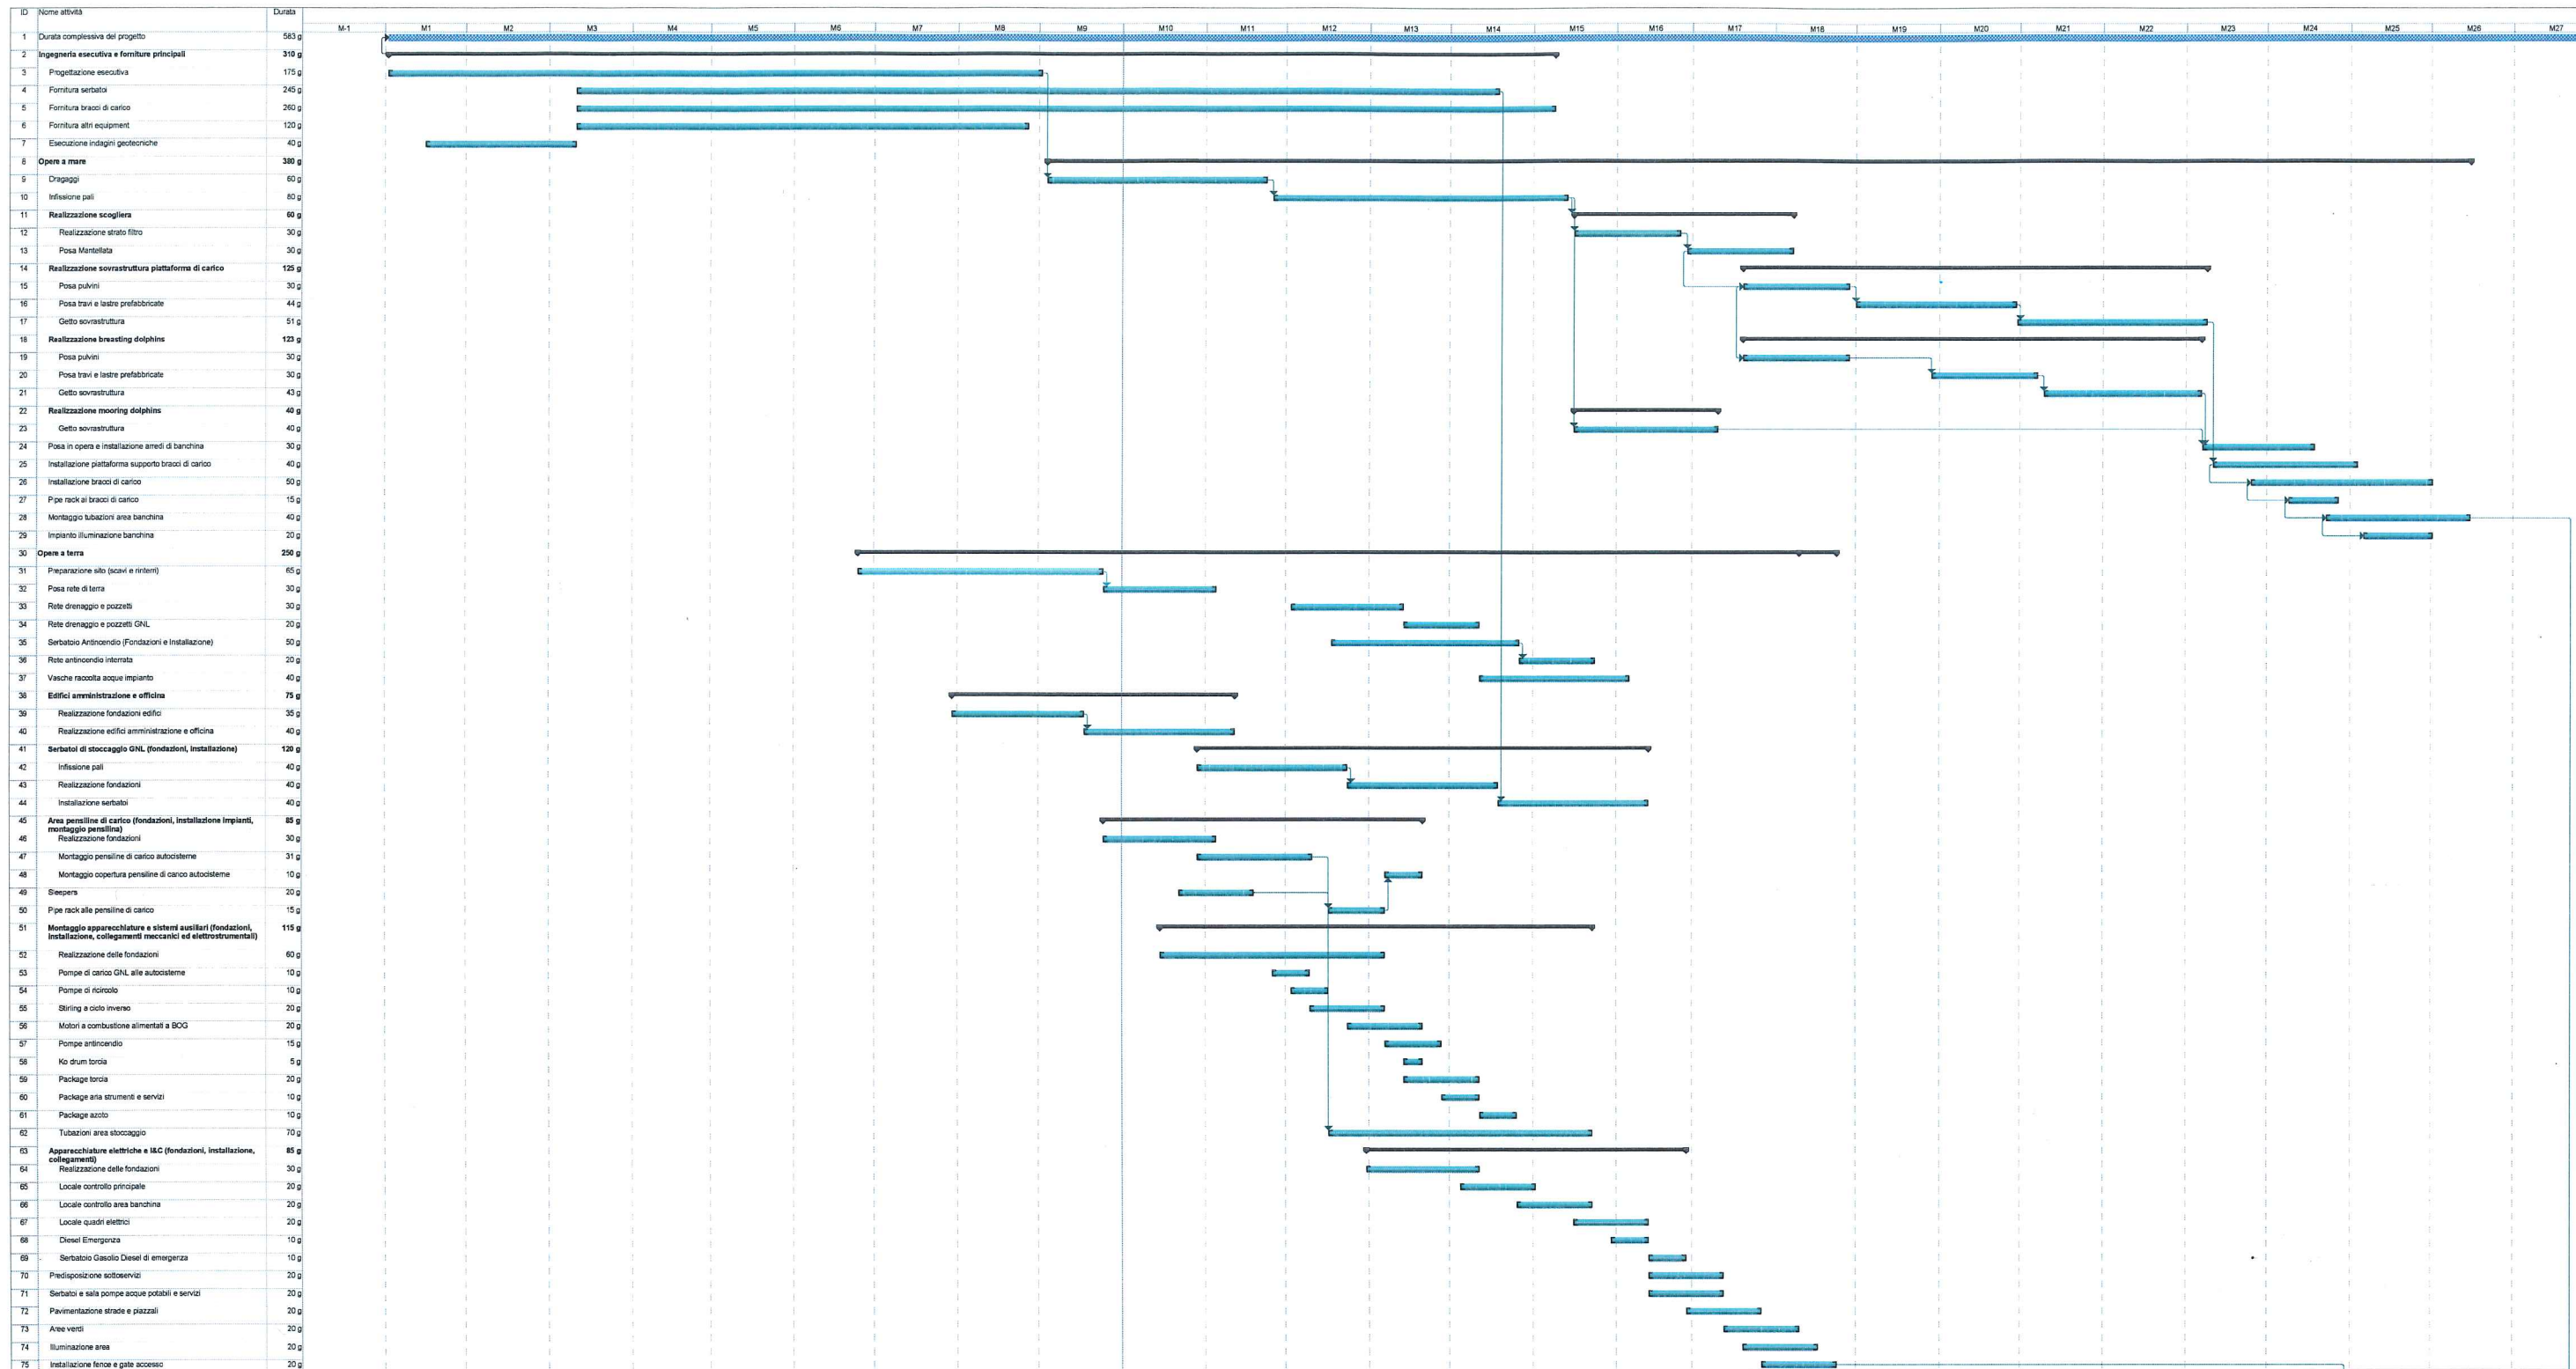 ID Nome attività Durata
M-1 M1 M2 M3 M4 M5 M6 M7 M8 M9 M10 M11 M12 M13 M14 M15 M16 M17 M18 M19 M20 M21 M22 M23 M24 M25 M26 M27
1 Durata complessiva del progetto 583 g
2 Ingegneria esecutiva e forniture principali 310 g
3 Progettazione esecutiva 175 g
4 Fornitura serbatoi 245 g
5 Fornitura bracci di carico 260 g
6 Fornitura altri equipment 120 g
7 Esecuzione indagini geotecniche 40 g
8 Opere a mare 380 g
9 Dragaggi 60 g
10 Infissione pali 80 g
11 Realizzazione scogliera 60 g
12 Realizzazione strato filtro 30 g
13 Posa Mantellata 30 g
14 Realizzazione sovrastruttura piattaforma di carico 125 g
15 Posa pulvini 30 g
16 Posa travi e lastre prefabbricate 44 g
17 Getto sovrastruttura 51 g
18 Realizzazione breasting dolphins 123 g
19 Posa pulvini 30 g
20 Posa travi e lastre prefabbricate 30 g
21 Getto sovrastruttura 43 g
22 Realizzazione mooring dolphins 40 g
23 Getto sovrastruttura 40 g
24 Posa in opera e installazione arredi di banchina 30 g
25 Installazione piattaforma supporto bracci di carico 40 g
26 Installazione bracci di carico 50 g
27 Pipe rack ai bracci di carico 15 g
28 Montaggio tubazioni area banchina 40 g
29 Impianto illuminazione banchina 20 g
30 Opere a terra 250 g
31 Preparazione sito (scavi e rinterri) 65 g
32 Posa rete di terra 30 g
33 Rete drenaggio e pozzetti 30 g
34 Rete drenaggio e pozzetti GNL 20 g
35 Serbatoio Antincendio (Fondazioni e Installazione) 50 g
36 Rete antincendio interrata 20 g
37 Vasche raccolta acque impianto 40 g
38 Edifici amministrazione e officina 75 g
39 Realizzazione fondazioni edifici 35 g
40 Realizzazione edifici amministrazione e officina 40 g
41 Serbatoi di stoccaggio GNL (fondazioni, installazione) 120 g
42 Infissione pali 40 g
43 Realizzazione fondazioni 40 g
44 Installazione serbatoi 40 g
45 Area pensiline di carico (fondazioni, installazione impianti, 85 g
montaggio pensilina)
46 Realizzazione fondazioni 30 g
47 Montaggio pensiline di carico autocisterne 31 g
48 Montaggio copertura pensiline di carico autocisterne 10 g
49 Sleepers 20 g
50 Pipe rack alle pensiline di carico 15 g
51 Montaggio apparecchiature e sistemi ausiliari (fondazioni, 115 g
installazione, collegamenti meccanici ed elettrostrumentali)
52 Realizzazione delle fondazioni 60 g
53 Pompe di carico GNL alle autocisterne 10 g
54 Pompe di ricircolo 10 g
55 Stirling a ciclo inverso 20 g
56 Motori a combustione alimentati a BOG 20 g
57 Pompe antincendio 15 g
58 Ko drum torcia 5 g
59 Package torcia 20 g
60 Package aria strumenti e servizi 10 g
61 Package azoto 10 g
62 Tubazioni area stoccaggio 70 g
63 Apparecchiature elettriche e I&C (fondazioni, installazione, 85 g
collegamenti)
64 Realizzazione delle fondazioni 30 g
65 Locale controllo principale 20 g
66 Locale controllo area banchina 20 g
67 Locale quadri elettrici 20 g
68 Diesel Emergenza 10 g
69 Serbatoio Gasolio Diesel di emergenza 10 g
70 Predisposizione sottoservizi 20 g
71 Serbatoi e sala pompe acque potabili e servizi 20 g
72 Pavimentazione strade e piazzali 20 g
73 Aree verdi 20 g
74 Illuminazione area 20 g
75 Installazione fence e gate accesso 20 g